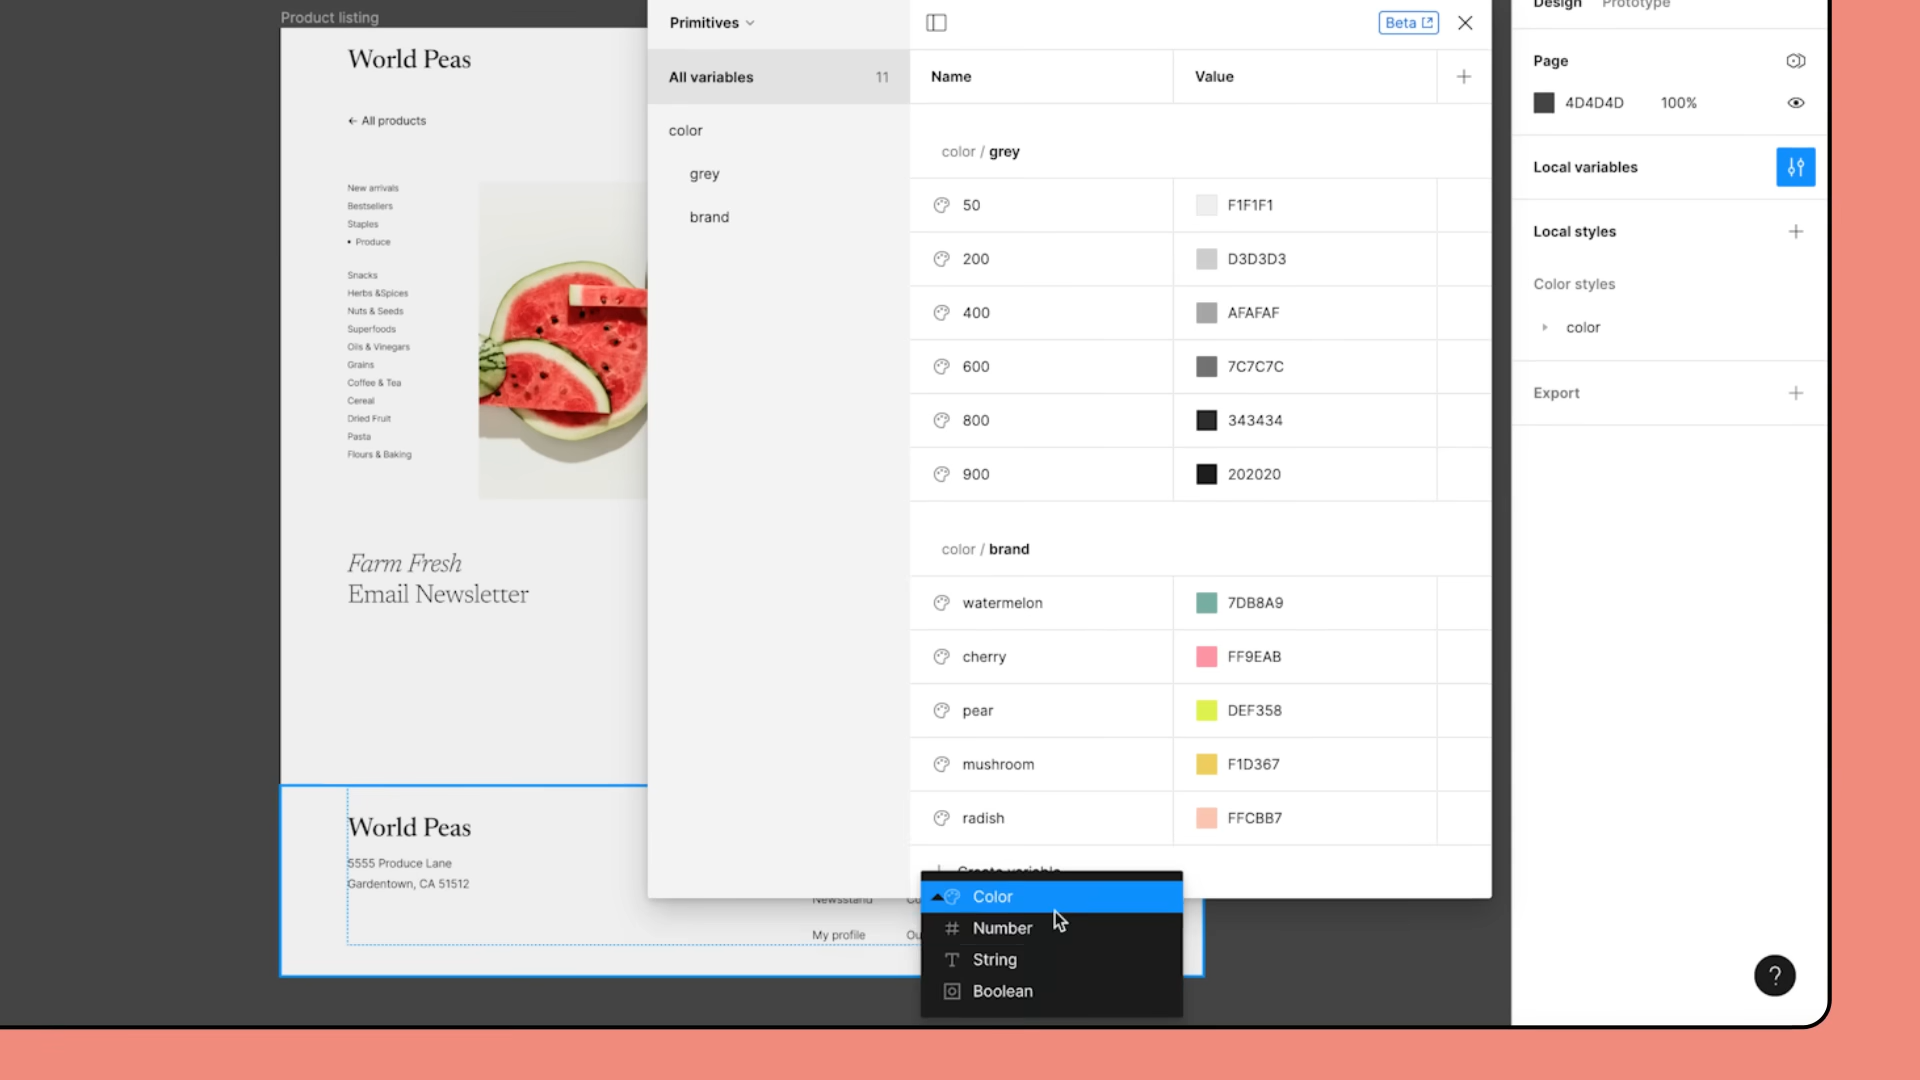 Product listing
World Peas
← All products
New arrivals
Bestsellers
Staples
• Produce
Snacks
Herbs &Spices
Nuts & Seeds
Superfoods
Oils & Vinegars
Grains
Coffee & Tea
Cereal
Dried Fruit
Pasta
Flours & Baking
Farm Fresh
Email Newsletter
World Peas
5555 Produce Lane
Gardentown, CA 51512
Newsstand
My profile
Primitives
All variables 11
color
grey
brand
Beta
Name Value
color / grey
50 F1F1F1
200 D3D3D3
400 AFAFAF
600 7C7C7C
800 343434
900 202020
color / brand
watermelon 7DB8A9
cherry FF9EAB
pear DEF358
mushroom F1D367
radish FFCBB7
Create variable
Color
Number
String
Boolean
Design Prototype
Page
4D4D4D 100%
Local variables
Local styles
Color styles
color
Export
?